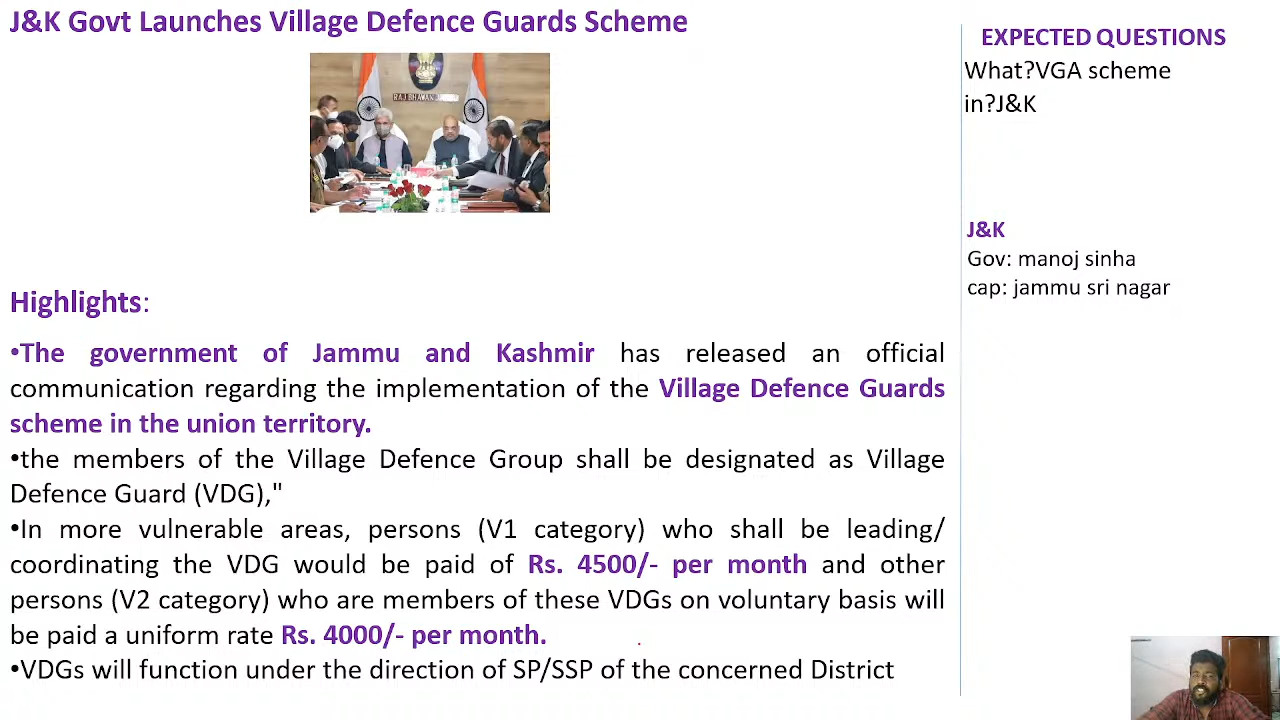 J&K Govt Launches Village Defence Guards Scheme
RAJ BHAWAN
Highlights:
•The government of Jammu and Kashmir has released an official
communication regarding the implementation of the Village Defence Guards
scheme in the union territory.
•the members of the Village Defence Group shall be designated as Village
Defence Guard (VDG),"
•In more vulnerable areas, persons (V1 category) who shall be leading/
coordinating the VDG would be paid of Rs. 4500/- per month and other
persons (V2 category) who are members of these VDGs on voluntary basis will
be paid a uniform rate Rs. 4000/- per month.
•VDGs will function under the direction of SP/SSP of the concerned District
EXPECTED QUESTIONS
What?VGA scheme
in?J&K
J&K
Gov: manoj sinha
cap: jammu sri nagar